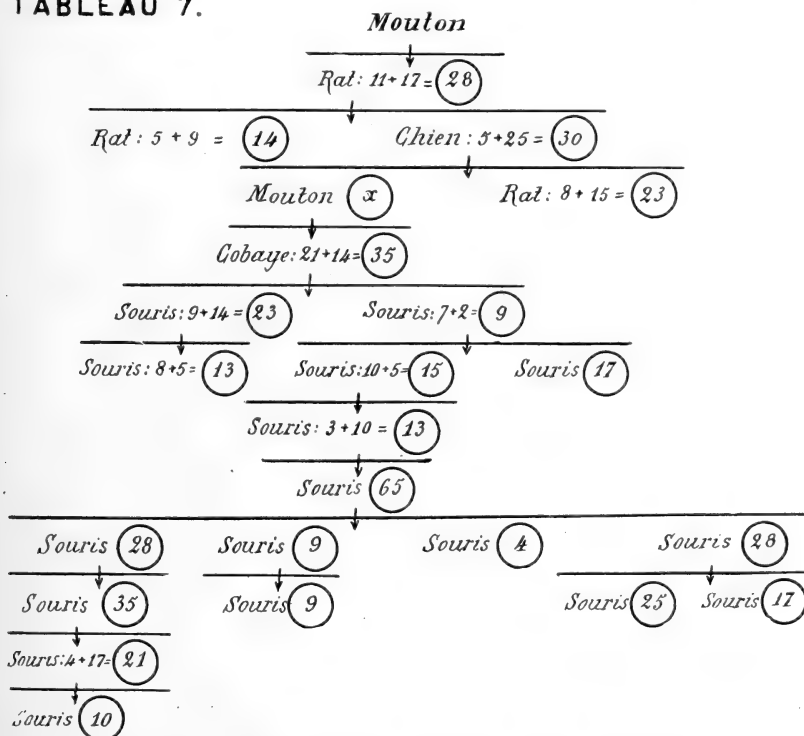 TABLEAU 7.
Mouton
Rat: 11+17= 28
Rat: 5 + 9 = 14 Chien: 5+25= 30
Mouton x Rat: 8+15= 23
Cobaye: 21+14= 35
Souris: 9+14= 23 Souris: 7+2= 9
Souris: 8+5= 13 Souris: 10+5= 15 Souris 17
Souris: 3+10= 13
Souris 65
Souris 28 Souris 9 Souris 4 Souris 28
Souris 35 Souris 9 Souris 25 Souris 17
Souris: 4+17= 21
Souris 10